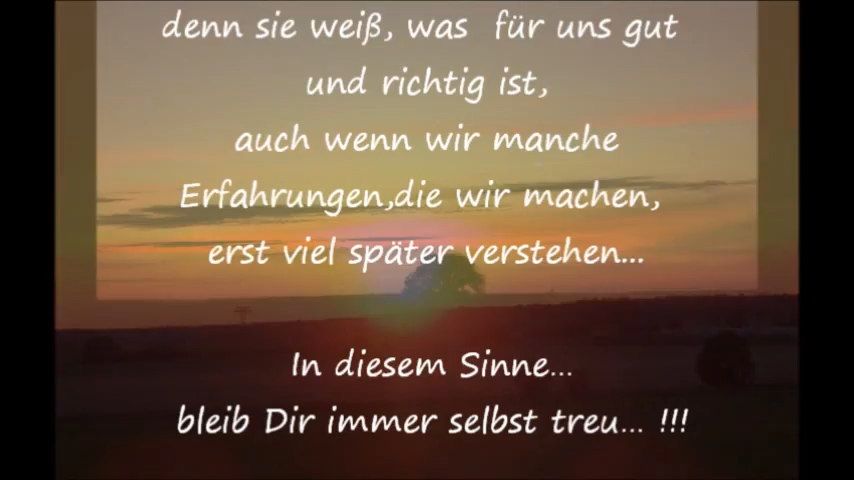 denn sie weiß, was für uns gut
und richtig ist,
auch wenn wir manche
Erfahrungen,die wir machen,
erst viel später verstehen...
In diesem Sinne...
bleib Dir immer selbst treu... !!!